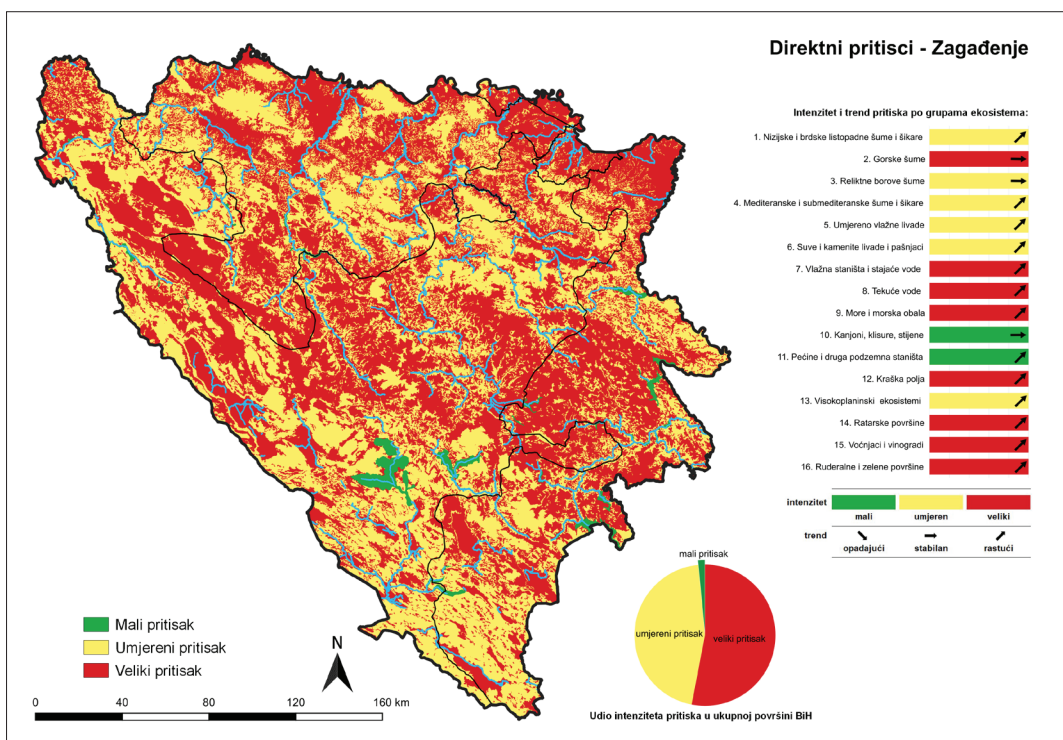 Direktni pritisci - Zagađenje
Intenzitet i trend pritiska po grupama ekosistema:
1. Nizijske i brdske listopadne šume i šikare
2. Gorske šume
3. Reliktne borove šume
4. Mediteranske i submediteranske šume i šikare
5. Umjereno vlažne livade
6. Suve i kamenite livade i pašnjaci
7. Vlažna staništa i stajaće vode
8. Tekuće vode
9. More i morska obala
10. Kanjoni, klisure, stijene
11. Pećine i druga podzemna staništa
12. Kraška polja
13. Visokoplaninski ekosistemi
14. Ratarske površine
15. Voćnjaci i vinogradi
16. Ruderalne i zelene površine
intenzitet
mali umjeren veliki
trend
opadajući stabilan rastući
mali pritisak
umjereni pritisak
veliki pritisak
Udio intenziteta pritiska u ukupnoj površini BiH
Mali pritisak
Umjereni pritisak
Veliki pritisak
N
0 40 80 120 160 km